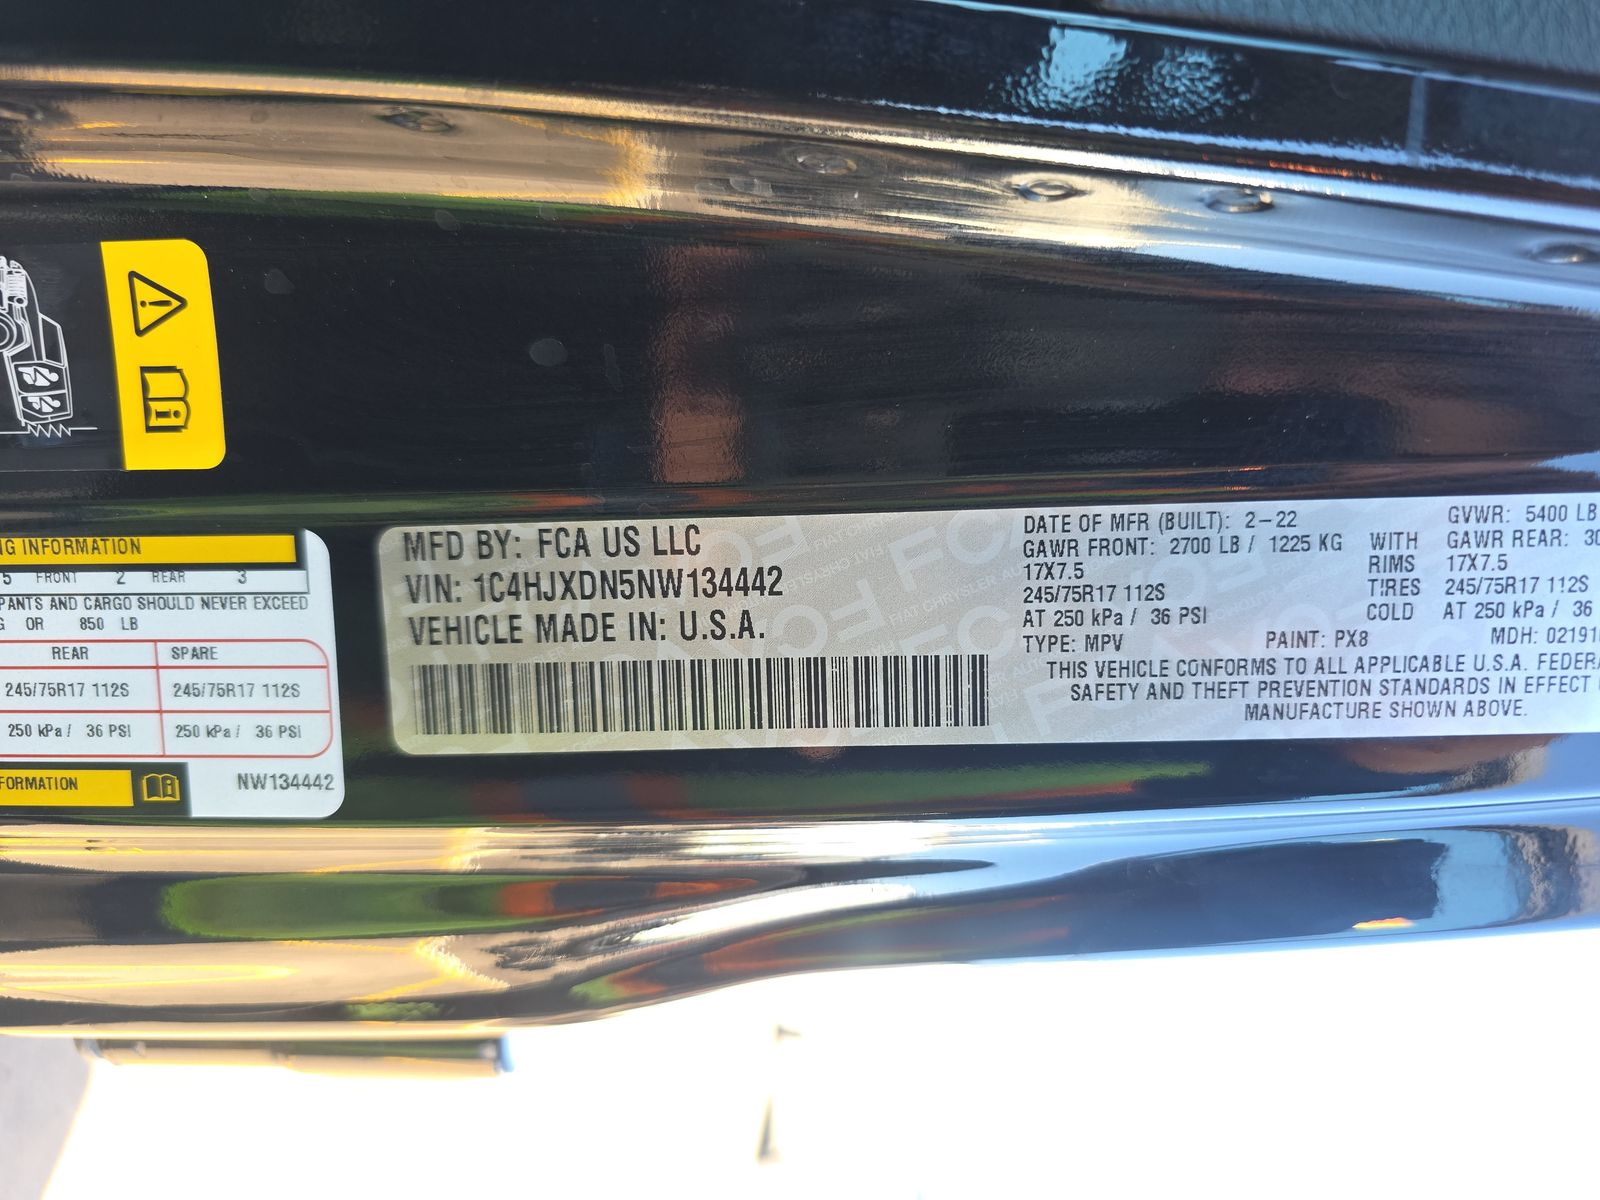 NG INFORMATION
5 FRONT 2 REAR 3
PANTS AND CARGO SHOULD NEVER EXCEED
G OR 850 LB
REAR SPARE
245/75R17 112S 245/75R17 112S
250 kPa / 36 PSI 250 kPa / 36 PSI
FORMATION
NW134442
MFD BY: FCA US LLC
VIN: 1C4HJXDN5NW134442
VEHICLE MADE IN: U.S.A.
DATE OF MFR (BUILT): 2-22 GVWR: 5400 LB
GAWR FRONT: 2700 LB / 1225 KG WITH GAWR REAR: 30
17X7.5 RIMS 17X7.5
245/75R17 112S TIRES 245/75R17 112S
AT 250 kPa / 36 PSI COLD AT 250 kPa / 36
TYPE: MPV PAINT: PX8 MDH: 02191
THIS VEHICLE CONFORMS TO ALL APPLICABLE U.S.A. FEDER
SAFETY AND THEFT PREVENTION STANDARDS IN EFFECT
MANUFACTURE SHOWN ABOVE.